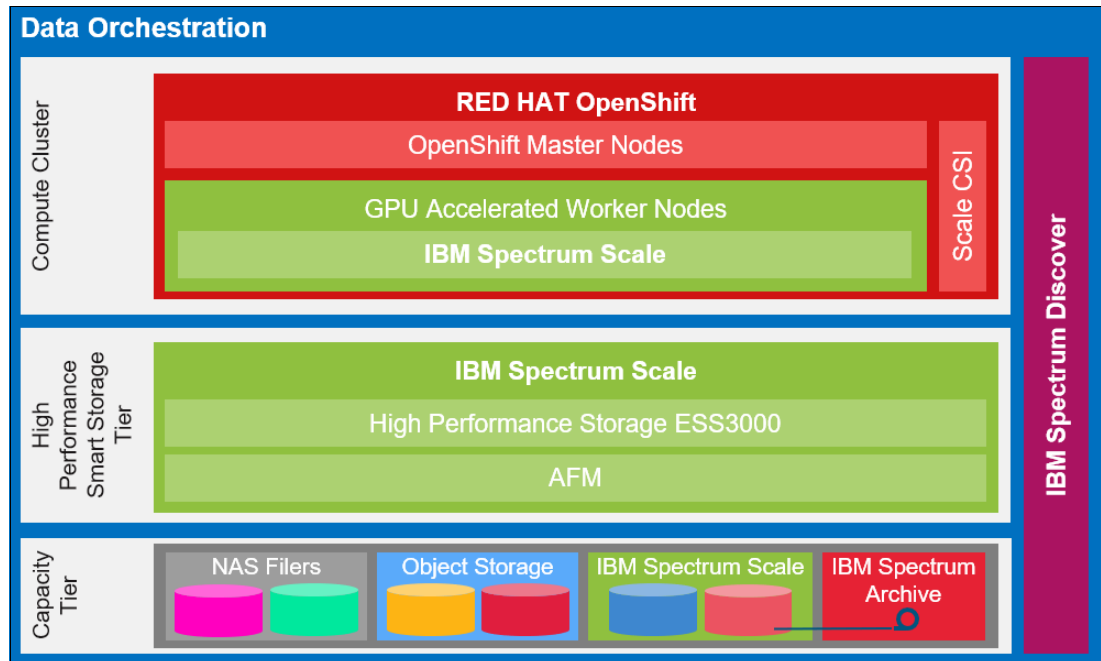 Data Orchestration
Compute Cluster
RED HAT OpenShift
OpenShift Master Nodes
GPU Accelerated Worker Nodes
IBM Spectrum Scale
Scale CSI
IBM Spectrum Discover
High
Performance
Smart Storage
Tier
IBM Spectrum Scale
High Performance Storage ESS3000
AFM
Capacity
Tier
NAS Filers
Object Storage
IBM Spectrum Scale
IBM Spectrum
Archive